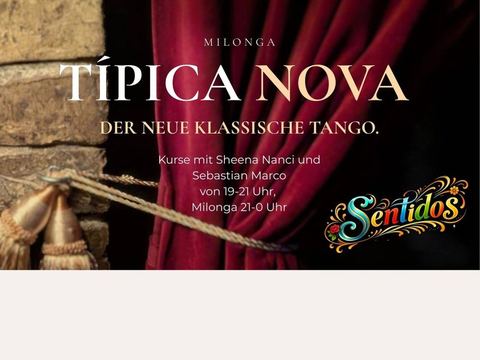 MILONGA
TÍPICA NOVA
DER NEUE KLASSISCHE TANGO.
Kurse mit Sheena Nanci und
Sebastian Marco
von 19-21 Uhr,
Milonga 21-0 Uhr
Sentidos